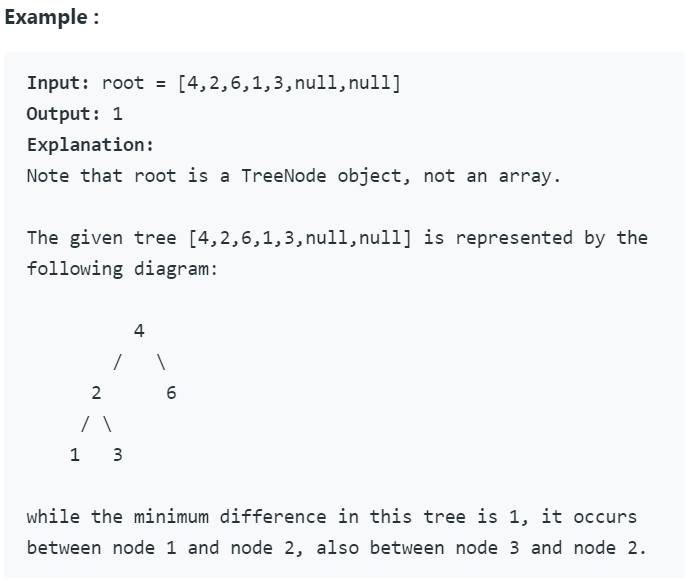 Example :
Input: root = [4,2,6,1,3,null,null]
Output: 1
Explanation:
Note that root is a TreeNode object, not an array.
The given tree [4,2,6,1,3,null,null] is represented by the
following diagram:
4
/ \
2 6
/ \
1 3
while the minimum difference in this tree is 1, it occurs
between node 1 and node 2, also between node 3 and node 2.